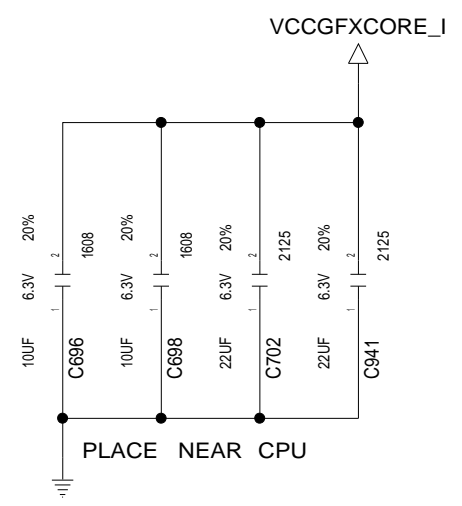 VCCGFXCORE_I
10UF 6.3V 20%
2
1
1608
C696
10UF 6.3V 20%
2
1
1608
C698
22UF 6.3V 20%
2
1
2125
C702
22UF 6.3V 20%
2
1
2125
C941
PLACE NEAR CPU